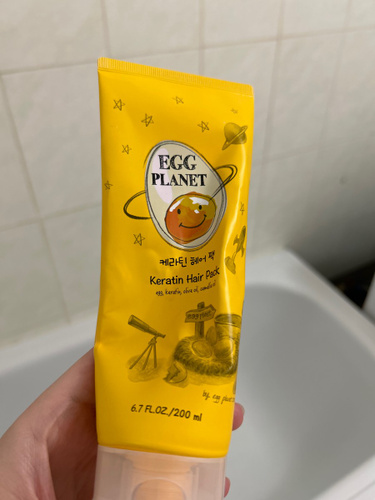 EGG
PLANET
케라틴 헤어 팩
Keratin Hair Pack
egg, keratin, olive oil, camellia oil
by. egg planet
6.7 FL.OZ./200 ml